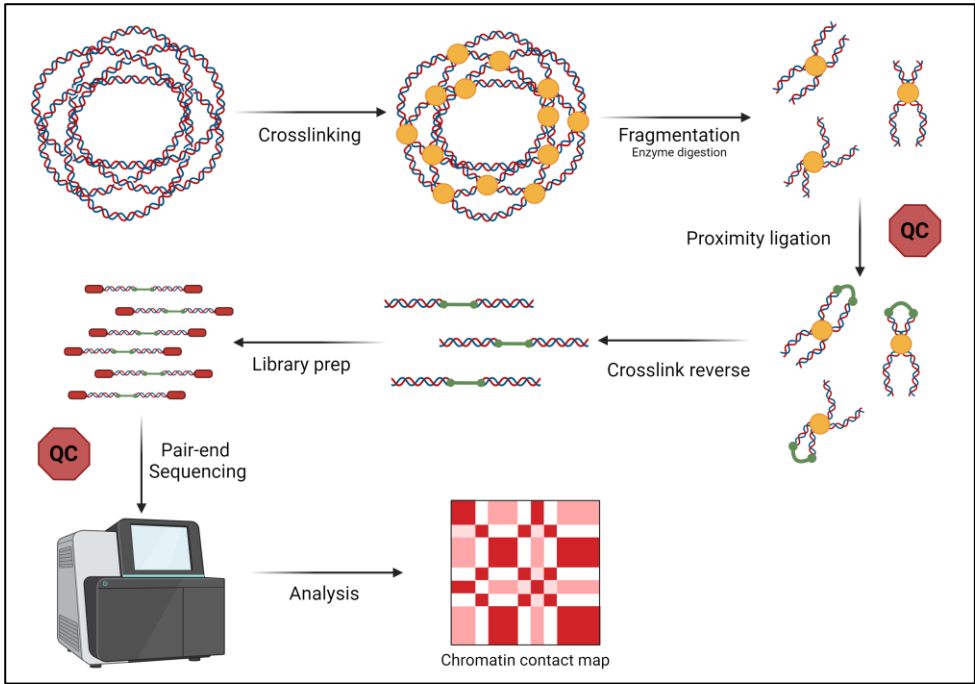 Crosslinking
Fragmentation
Enzyme digestion
Proximity ligation
QC
Crosslink reverse
Library prep
QC
Pair-end
Sequencing
Analysis
Chromatin contact map